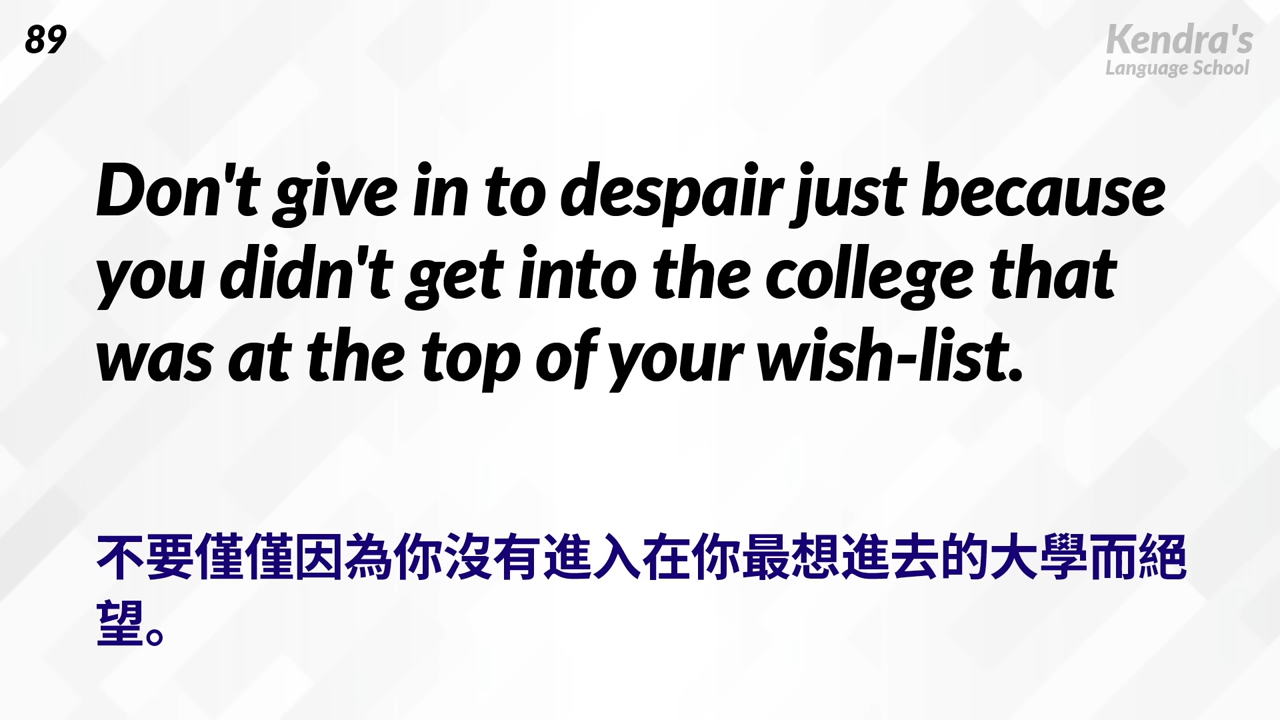 89
Kendra's
Language School
Don't give in to despair just because
you didn't get into the college that
was at the top of your wish-list.
不要僅僅因為你沒有進入在你最想進去的大學而絕
望。